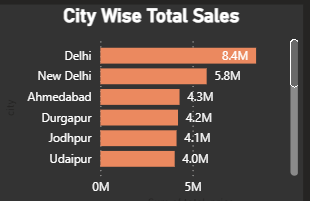 City Wise Total Sales
Delhi 8.4M
New Delhi 5.8M
Ahmedabad 4.3M
Durgapur 4.2M
Jodhpur 4.1M
Udaipur 4.0M
0M 5M
city